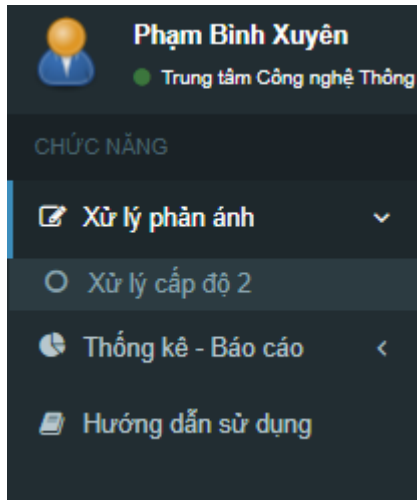 Phạm Bình Xuyên
Trung tâm Công nghệ Thông
CHỨC NĂNG
Xử lý phản ánh
Xử lý cấp độ 2
Thống kê - Báo cáo
Hướng dẫn sử dụng